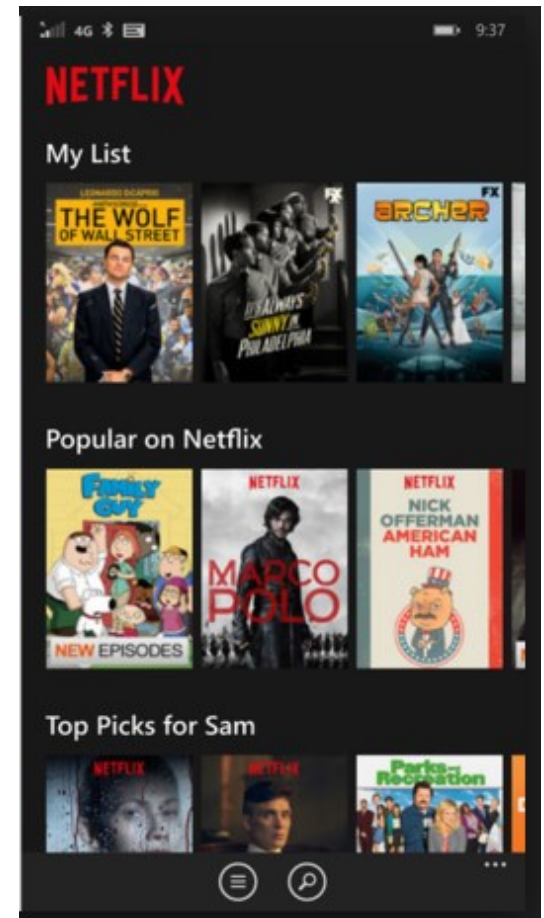 4G 9:37
NETFLIX
My List
LEONARDO DICAPRIO
THE WOLF
OF WALL STREET
FX
IT'S ALWAYS
SUNNY IN
PHILADELPHIA
FX
ARCHER
Popular on Netflix
FAMILY
GUY
NEW EPISODES
NETFLIX
MARCO
POLO
NETFLIX
NICK
OFFERMAN
AMERICAN
HAM
Top Picks for Sam
NETFLIX
NETFLIX
Parks and
Recreation